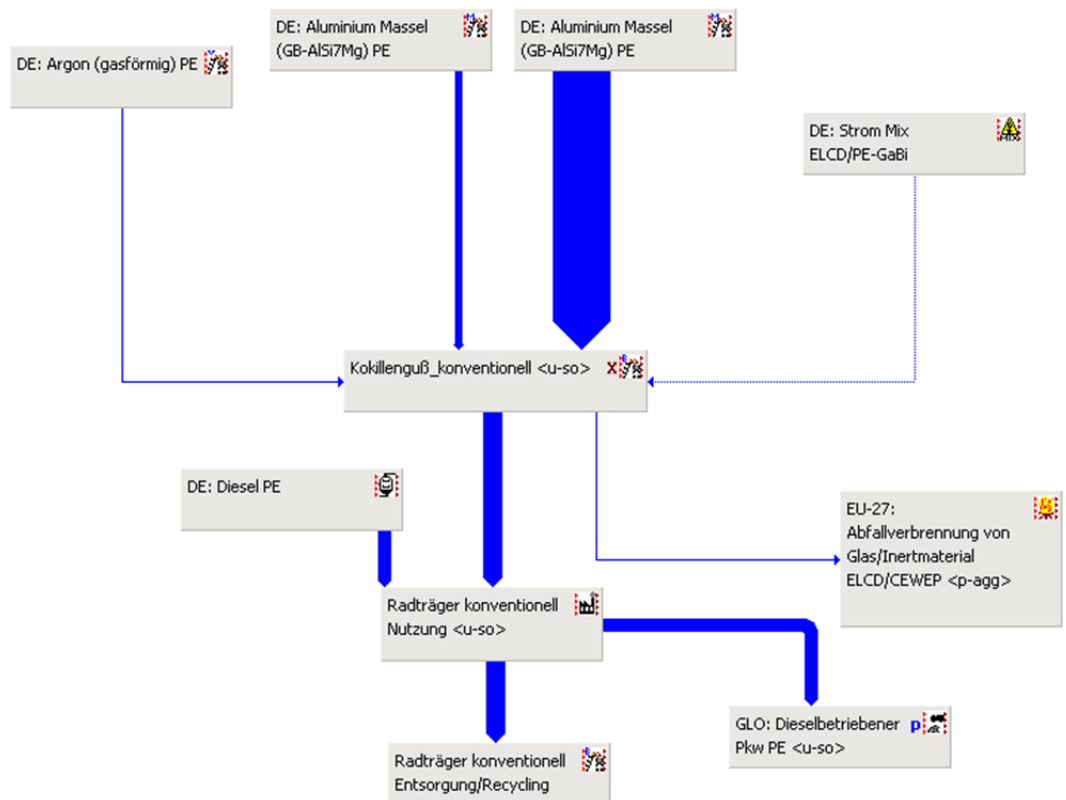 DE: Aluminium Massel
(GB-AlSi7Mg) PE
DE: Aluminium Massel
(GB-AlSi7Mg) PE
DE: Argon (gasförmig) PE
DE: Strom Mix
ELCD/PE-GaBi
MIX
Kokillenguß_konventionell <u-so>
X
DE: Diesel PE
EU-27:
Abfallverbrennung von
Glas/Inertmaterial
ELCD/CEWEP <p-agg>
Radträger konventionell
Nutzung <u-so>
GLO: Dieselbetriebener
Pkw PE <u-so>
p
Radträger konventionell
Entsorgung/Recycling